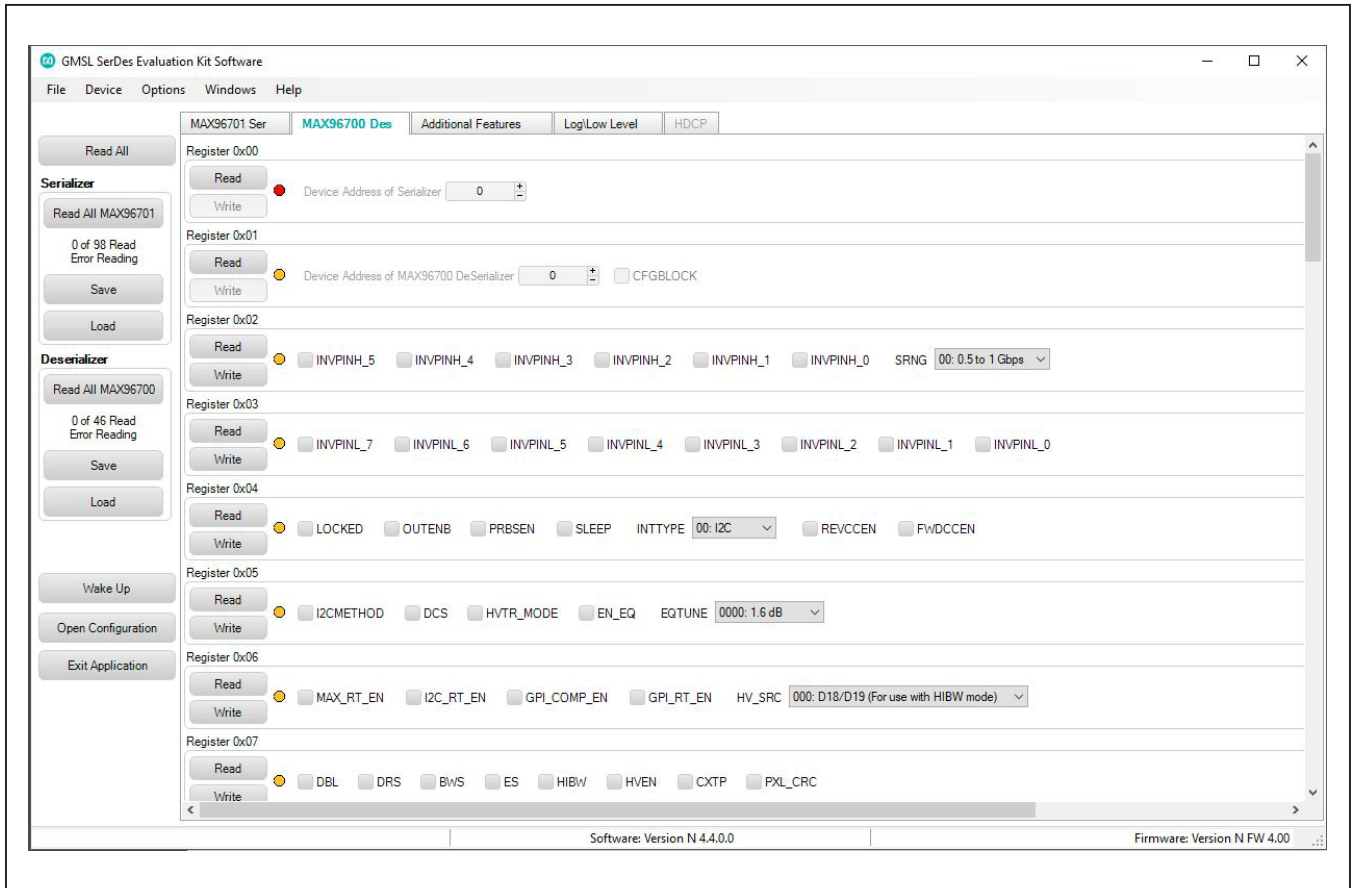 GMSL SerDes Evaluation Kit Software
File Device Options Windows Help
MAX96701 Ser MAX96700 Des Additional Features Log\Low Level HDCP
Read All
Serializer
Read All MAX96701
0 of 98 Read
Error Reading
Save
Load
Deserializer
Read All MAX96700
0 of 46 Read
Error Reading
Save
Load
Wake Up
Open Configuration
Exit Application
Register 0x00
Read
Write
Device Address of Serializer 0
Register 0x01
Read
Write
Device Address of MAX96700 DeSerializer 0 CFGBLOCK
Register 0x02
Read
Write
INVPINH_5 INVPINH_4 INVPINH_3 INVPINH_2 INVPINH_1 INVPINH_0 SRNG 00: 0.5 to 1 Gbps
Register 0x03
Read
Write
INVPINL_7 INVPINL_6 INVPINL_5 INVPINL_4 INVPINL_3 INVPINL_2 INVPINL_1 INVPINL_0
Register 0x04
Read
Write
LOCKED OUTENB PRBSEN SLEEP INTTYPE 00: I2C REVCCEN FWDCCEN
Register 0x05
Read
Write
I2CMETHOD DCS HVTR_MODE EN_EQ EQTUNE 0000: 1.6 dB
Register 0x06
Read
Write
MAX_RT_EN I2C_RT_EN GPI_COMP_EN GPI_RT_EN HV_SRC 000: D18/D19 (For use with HIBW mode)
Register 0x07
Read
Write
DBL DRS BWS ES HIBW HVEN CXTP PXL_CRC
Software: Version N 4.4.0.0
Firmware: Version N FW 4.00